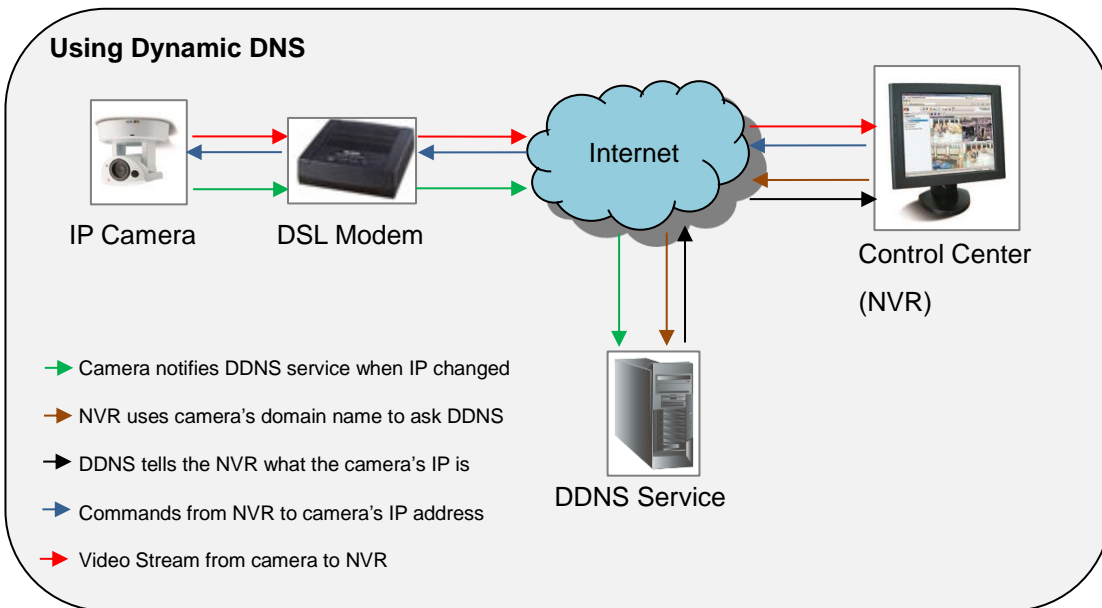 Using Dynamic DNS
Internet
IP Camera
DSL Modem
Control Center
(NVR)
Camera notifies DDNS service when IP changed
NVR uses camera’s domain name to ask DDNS
DDNS tells the NVR what the camera’s IP is
Commands from NVR to camera’s IP address
Video Stream from camera to NVR
DDNS Service